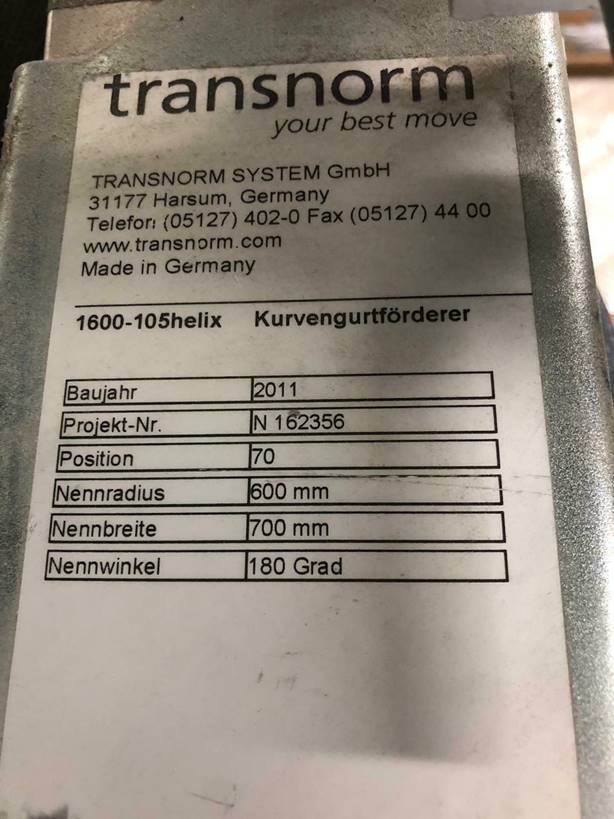 transnorm
your best move
TRANSNORM SYSTEM GmbH
31177 Harsum, Germany
Telefon (05127) 402-0 Fax (05127) 44 00
www.transnorm.com
Made in Germany
1600-105helix Kurvengurtförderer
Baujahr 2011
Projekt-Nr. N 162356
Position 70
Nennradius 600 mm
Nennbreite 700 mm
Nennwinkel 180 Grad